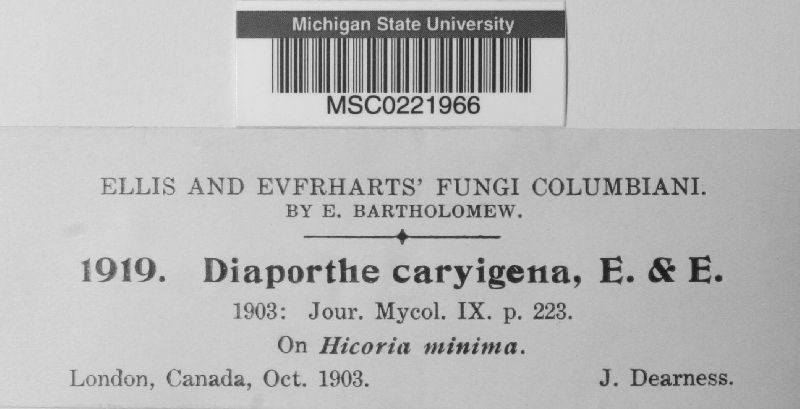 Michigan State University
MSC0221966
ELLIS AND EVFRHARTS' FUNGI COLUMBIANI.
BY E. BARTHOLOMEW.
1919. Diaporthe caryigena, E. & E.
1903: Jour. Mycol. IX. p. 223.
On Hicoria minima.
London, Canada, Oct. 1903. J. Dearness.